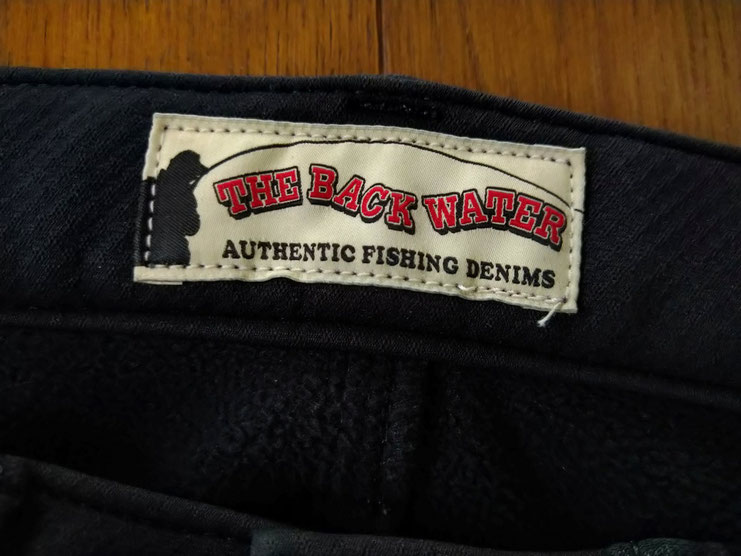 THE BACK WATER
AUTHENTIC FISHING DENIMS